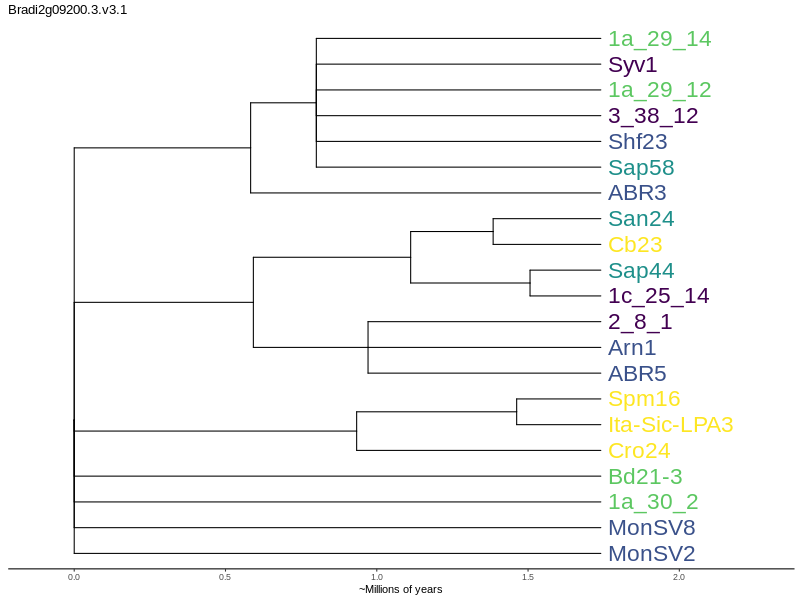 Bradi2g09200.3.v3.1
1a_29_14
Syv1
1a_29_12
3_38_12
Shf23
Sap58
ABR3
San24
Cb23
Sap44
1c_25_14
2_8_1
Arn1
ABR5
Spm16
Ita-Sic-LPA3
Cro24
Bd21-3
1a_30_2
MonSV8
MonSV2
0.0 0.5 1.0 1.5 2.0
~Millions of years